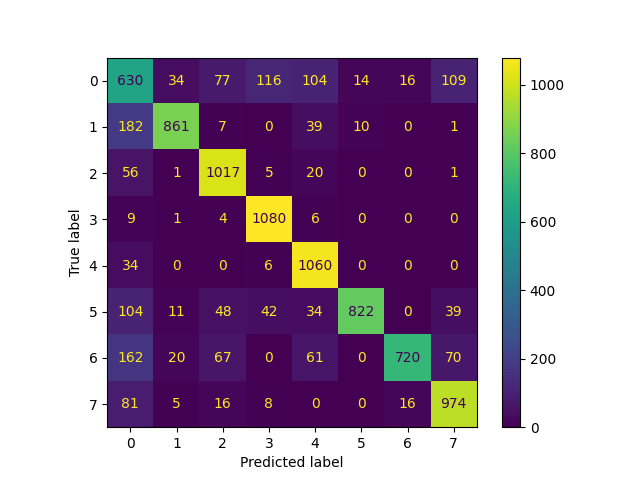 0 630 34 77 116 104 14 16 109
1 182 861 7 0 39 10 0 1
2 56 1 1017 5 20 0 0 1
3 9 1 4 1080 6 0 0 0
4 34 0 0 6 1060 0 0 0
5 104 11 48 42 34 822 0 39
6 162 20 67 0 61 0 720 70
7 81 5 16 8 0 0 16 974
0 1 2 3 4 5 6 7
Predicted label
True label
1000
800
600
400
200
0